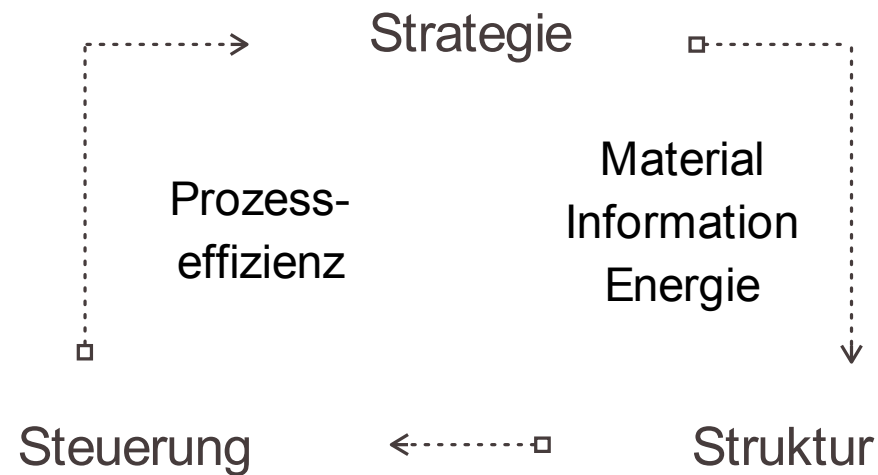 Strategie
Prozess-
effizienz
Material
Information
Energie
Steuerung
Struktur